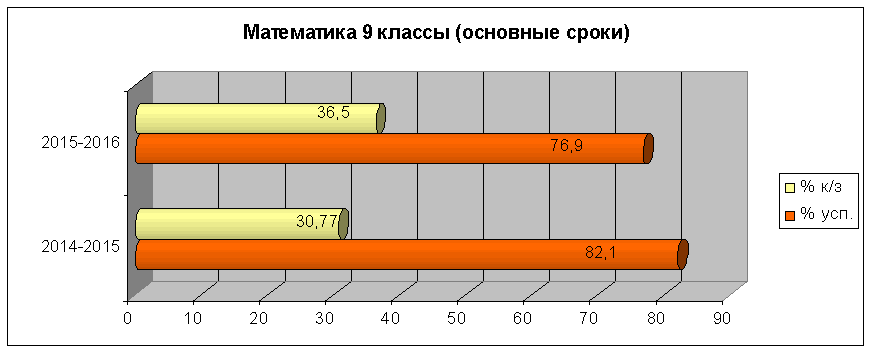 Математика 9 классы (основные сроки)
2015-2016
36,5
76,9
2014-2015
30,77
82,1
% к/з
% усп.
0 10 20 30 40 50 60 70 80 90